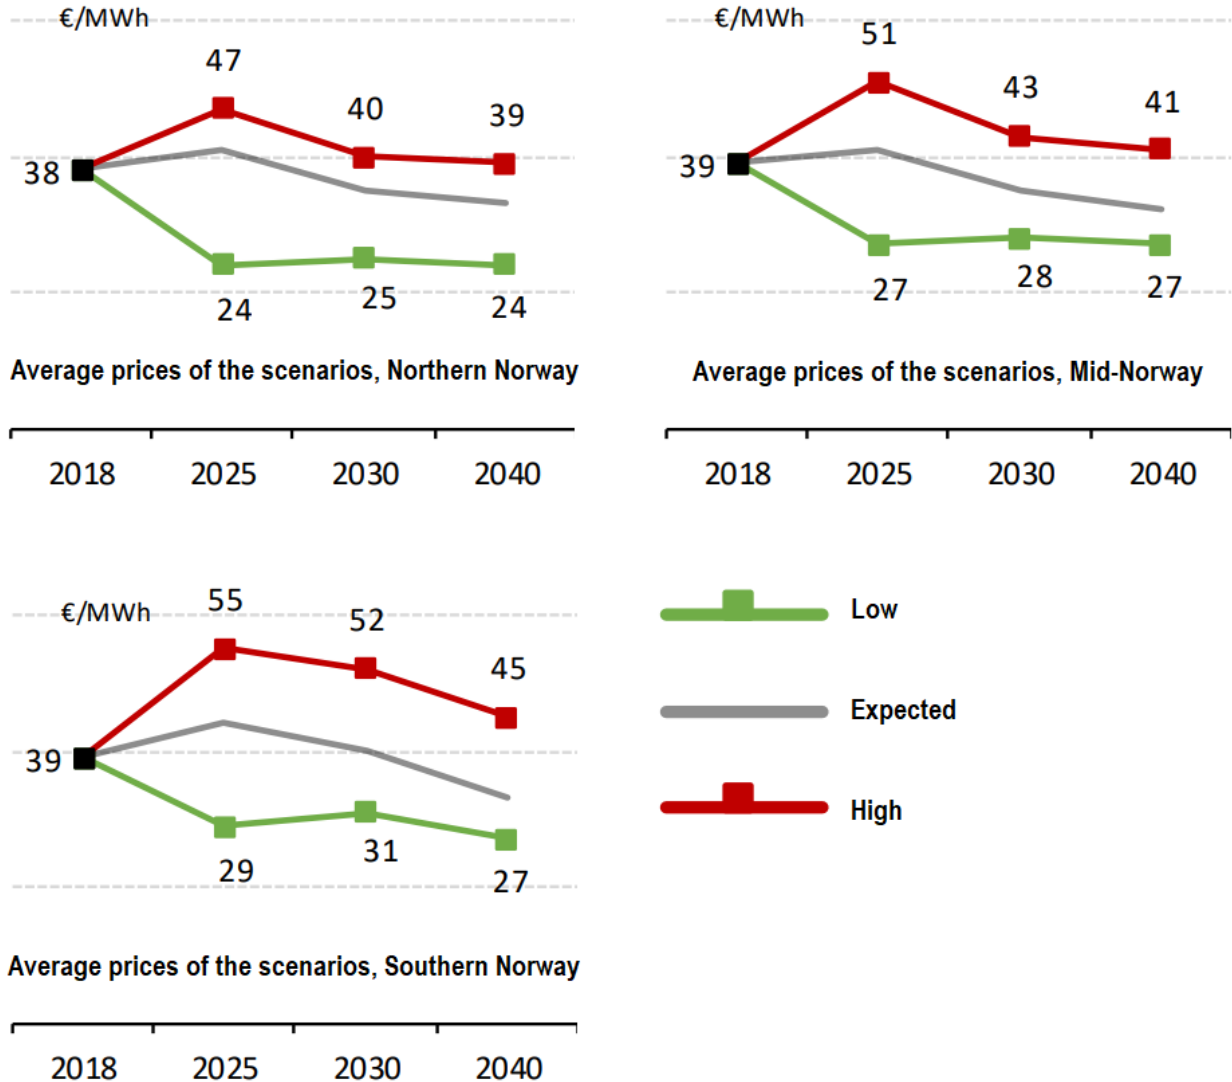 €/MWh
47
40
39
38
24
25
24
Average prices of the scenarios, Northern Norway
2018 2025 2030 2040
€/MWh
51
43
41
39
27
28
27
Average prices of the scenarios, Mid-Norway
2018 2025 2030 2040
€/MWh
55
52
45
39
29
31
27
Average prices of the scenarios, Southern Norway
2018 2025 2030 2040
Low
Expected
High